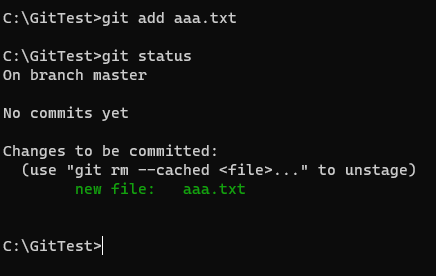 C:\GitTest>git add aaa.txt
C:\GitTest>git status
On branch master
No commits yet
Changes to be committed:
  (use "git rm --cached <file>..." to unstage)
        new file:   aaa.txt
C:\GitTest>